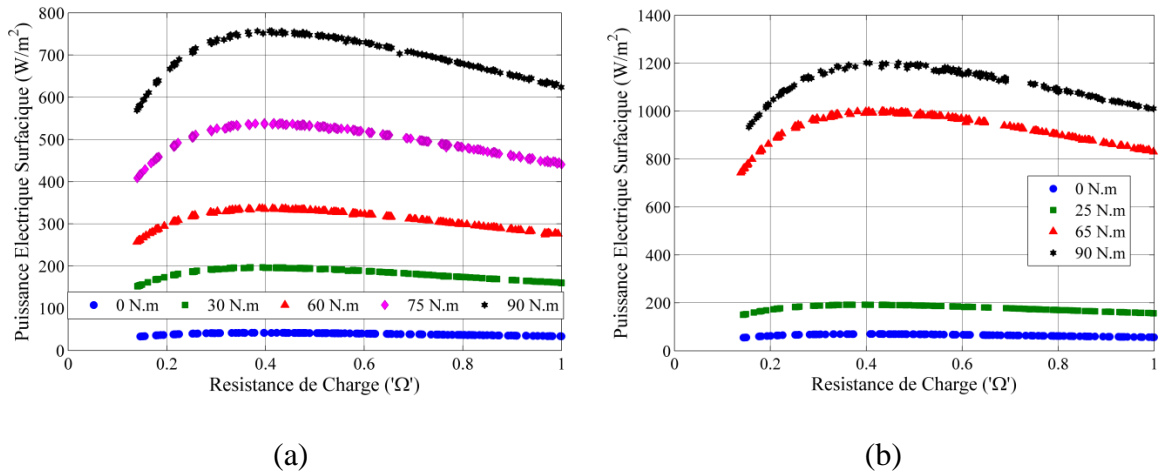 800
700
600
500
400
300
200
100
0
Puissance Electrique Surfacique (W/m²)
0 N.m 30 N.m 60 N.m 75 N.m 90 N.m
0 0.2 0.4 0.6 0.8 1
Resistance de Charge ('Ω')
(a)
1400
1200
1000
800
600
400
200
0
Puissance Electrique Surfacique (W/m²)
0 N.m
25 N.m
65 N.m
90 N.m
0 0.2 0.4 0.6 0.8 1
Resistance de Charge ('Ω')
(b)